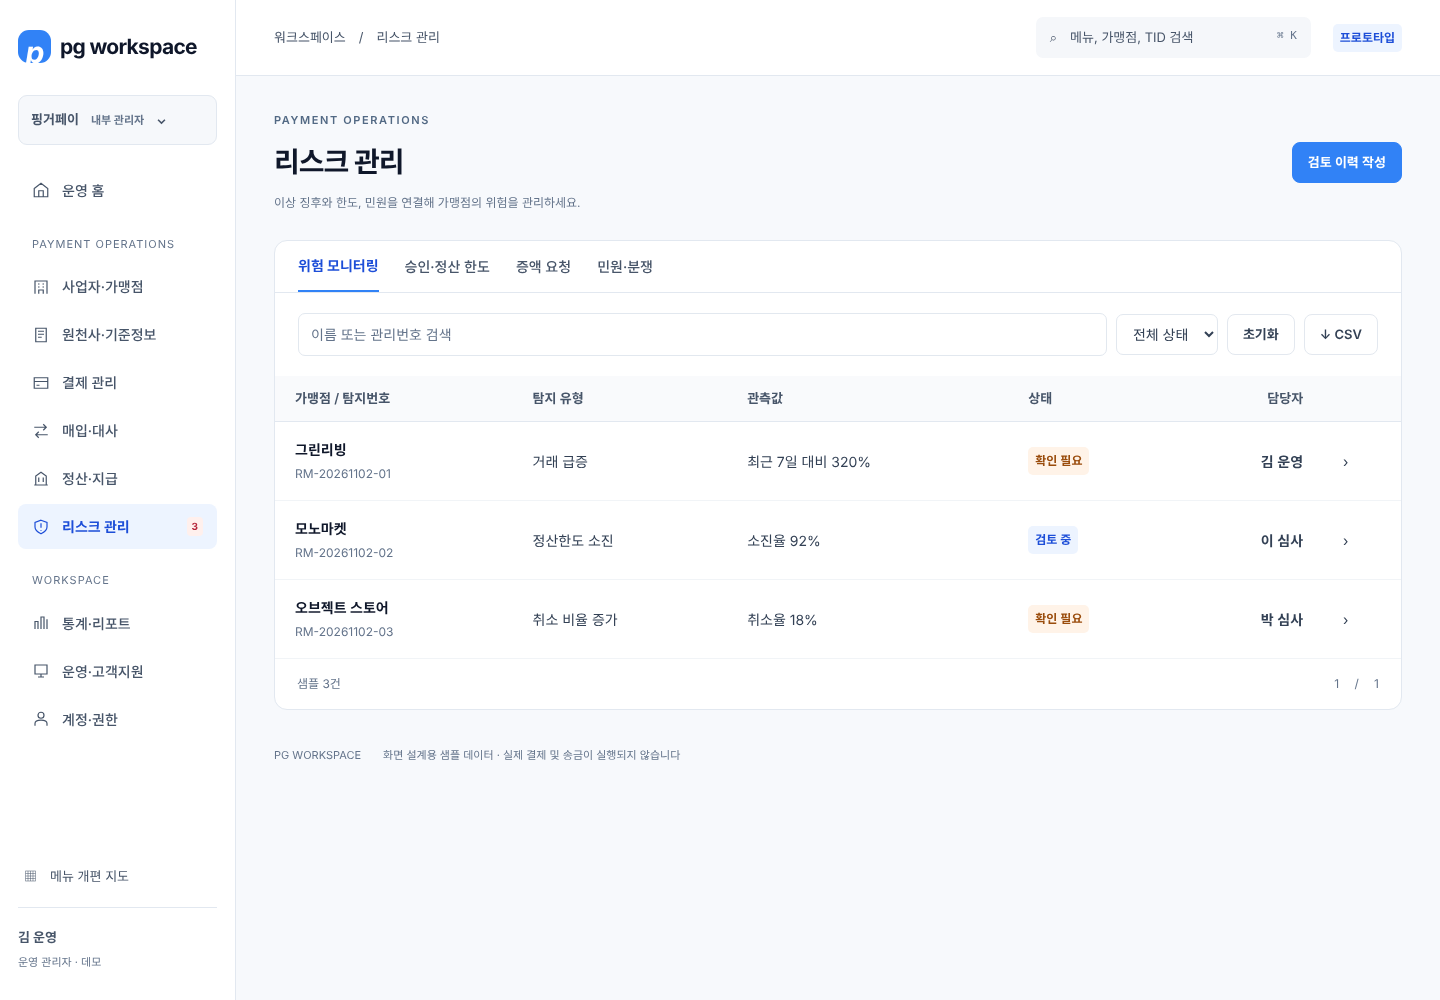 pg workspace
핑거페이 내부 관리자
운영 홈
PAYMENT OPERATIONS
사업자·가맹점
원천사·기준정보
결제 관리
매입·대사
정산·지급
리스크 관리 3
WORKSPACE
통계·리포트
운영·고객지원
계정·권한
메뉴 개편 지도
김 운영
운영 관리자 · 데모
워크스페이스 / 리스크 관리
메뉴, 가맹점, TID 검색 ⌘ K
프로토타입
PAYMENT OPERATIONS
리스크 관리
이상 징후와 한도, 민원을 연결해 가맹점의 위험을 관리하세요.
검토 이력 작성
위험 모니터링 승인·정산 한도 증액 요청 민원·분쟁
이름 또는 관리번호 검색 전체 상태 초기화 ↓ CSV
가맹점 / 탐지번호 탐지 유형 관측값 상태 담당자
그린리빙
RM-20261102-01
거래 급증 최근 7일 대비 320% 확인 필요 김 운영 ›
모노마켓
RM-20261102-02
정산한도 소진 소진율 92% 검토 중 이 심사 ›
오브젝트 스토어
RM-20261102-03
취소 비율 증가 취소율 18% 확인 필요 박 심사 ›
샘플 3건 1 / 1
PG WORKSPACE 화면 설계용 샘플 데이터 · 실제 결제 및 송금이 실행되지 않습니다